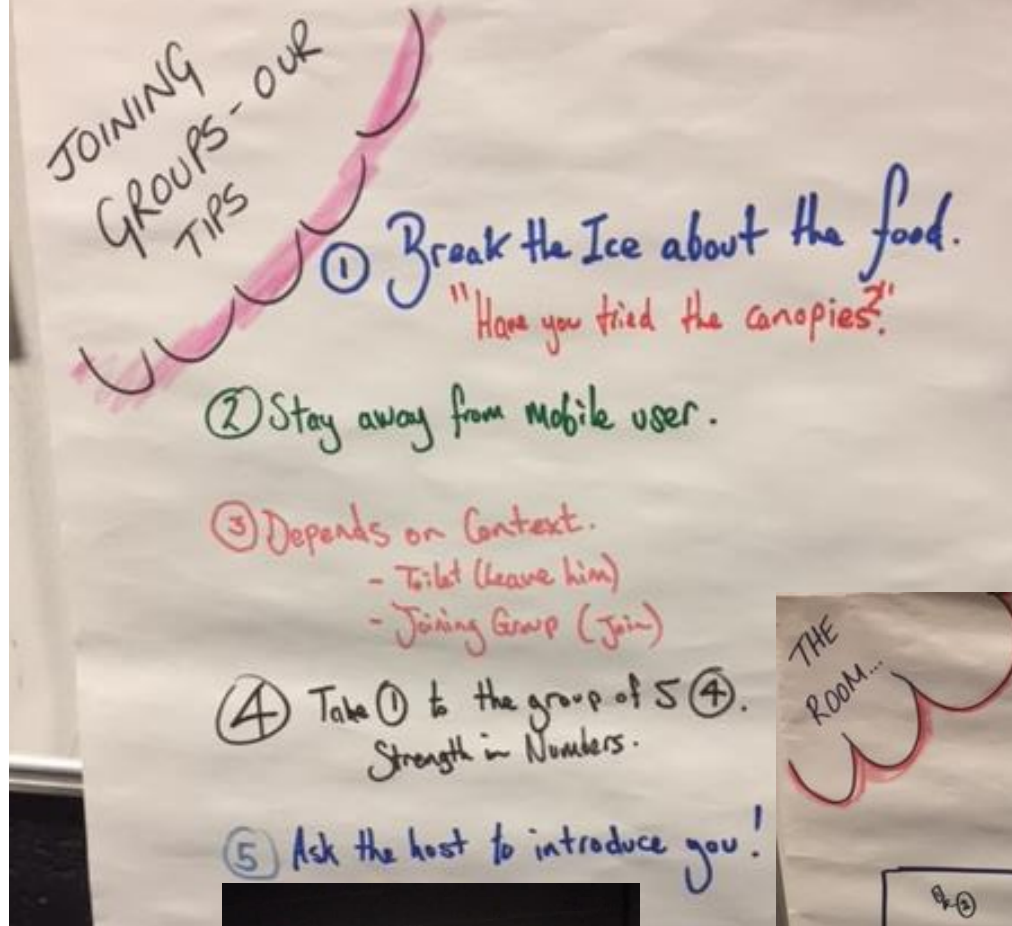 JOINING
GROUPS - OUR
TIPS
① Break the Ice about the food.
"Have you tried the canopies?"
② Stay away from mobile user.
③ Depends on Context.
- Toilet (Leave him)
- Joining Group (Join)
④ Take ① to the group of 5 ④.
Strength in Numbers.
⑤ Ask the host to introduce you!
THE
ROOM...
②